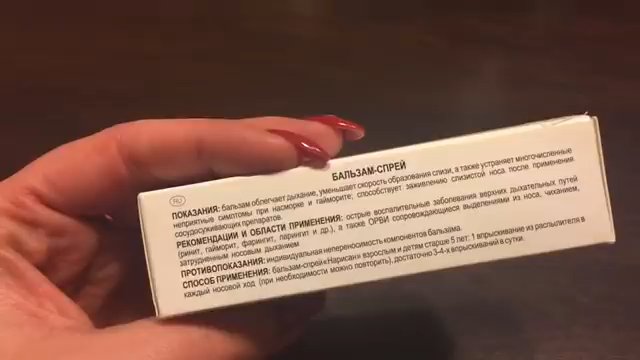 БАЛЬЗАМ-СПРЕЙ
RU
ПОКАЗАНИЯ: бальзам облегчает дыхание, уменьшает скорость образования слизи, а также устраняет многочисленные
неприятные симптомы при насморке и гайморите; способствует заживлению слизистой носа после применения
сосудосуживающих препаратов.
РЕКОМЕНДАЦИИ И ОБЛАСТИ ПРИМЕНЕНИЯ: острые воспалительные заболевания верхних дыхательных путей
(ринит, гайморит, фарингит, ларингит и др.), а также ОРВИ сопровождающиеся выделениями из носа, чиханием,
затрудненным носовым дыханием.
ПРОТИВОПОКАЗАНИЯ: индивидуальная непереносимость компонентов бальзама.
СПОСОБ ПРИМЕНЕНИЯ: бальзам-спрей «Нарисан» взрослым и детям старше 5 лет: 1 впрыскивание из распылителя в
каждый носовой ход (при необходимости можно повторить), достаточно 3-4-х впрыскиваний в сутки.